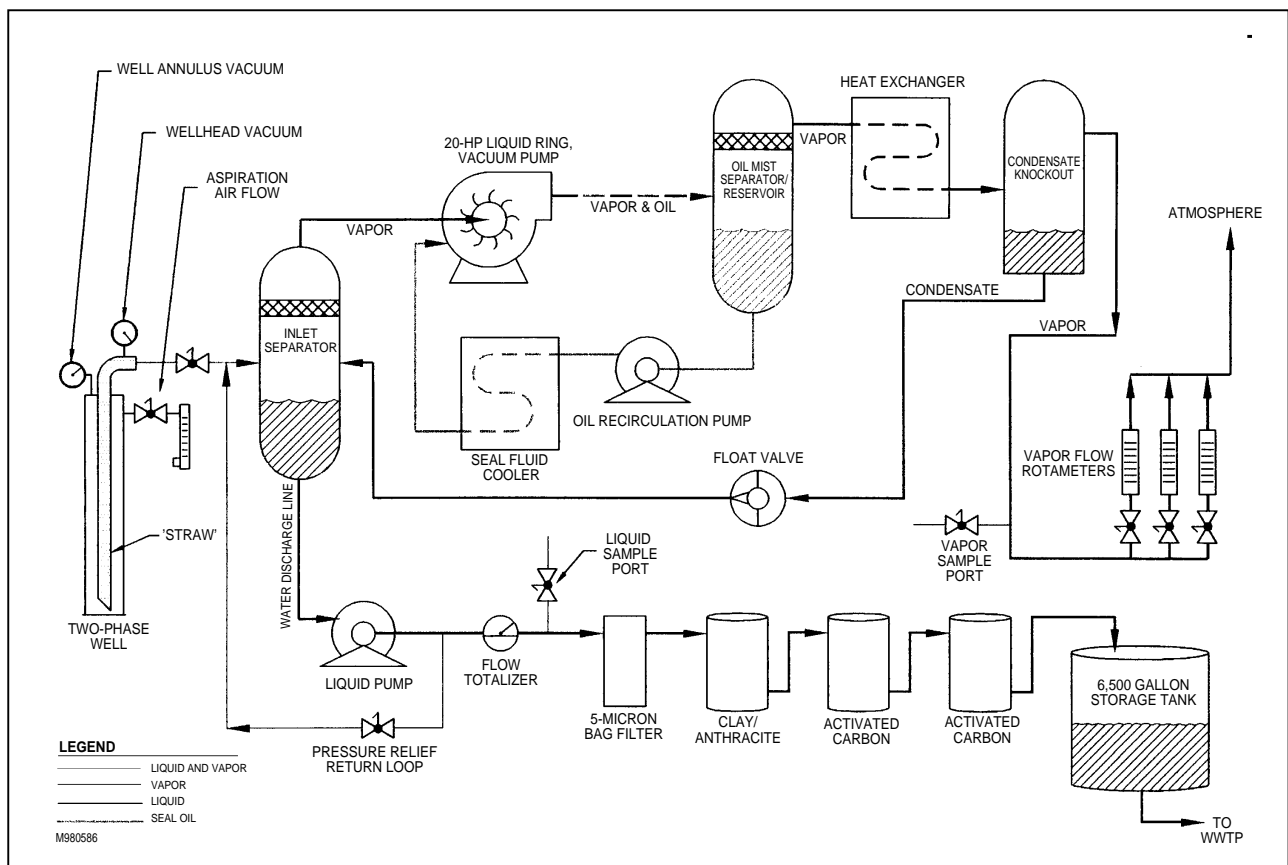 WELL ANNULUS VACUUM
WELLHEAD VACUUM
ASPIRATION
AIR FLOW
20-HP LIQUID RING,
VACUUM PUMP
HEAT EXCHANGER
VAPOR
VAPOR & OIL
VAPOR
OIL MIST
SEPARATOR/
RESERVOIR
CONDENSATE
KNOCKOUT
ATMOSPHERE
CONDENSATE
VAPOR
INLET
SEPARATOR
OIL RECIRCULATION PUMP
SEAL FLUID
COOLER
FLOAT VALVE
VAPOR FLOW
ROTAMETERS
'STRAW'
WATER DISCHARGE LINE
LIQUID
SAMPLE
PORT
VAPOR
SAMPLE
PORT
TWO-PHASE
WELL
LIQUID PUMP
FLOW
TOTALIZER
5-MICRON
BAG FILTER
CLAY/
ANTHRACITE
ACTIVATED
CARBON
ACTIVATED
CARBON
6,500 GALLON
STORAGE TANK
PRESSURE RELIEF
RETURN LOOP
TO
WWTP
LEGEND
LIQUID AND VAPOR
VAPOR
LIQUID
SEAL OIL
M980586